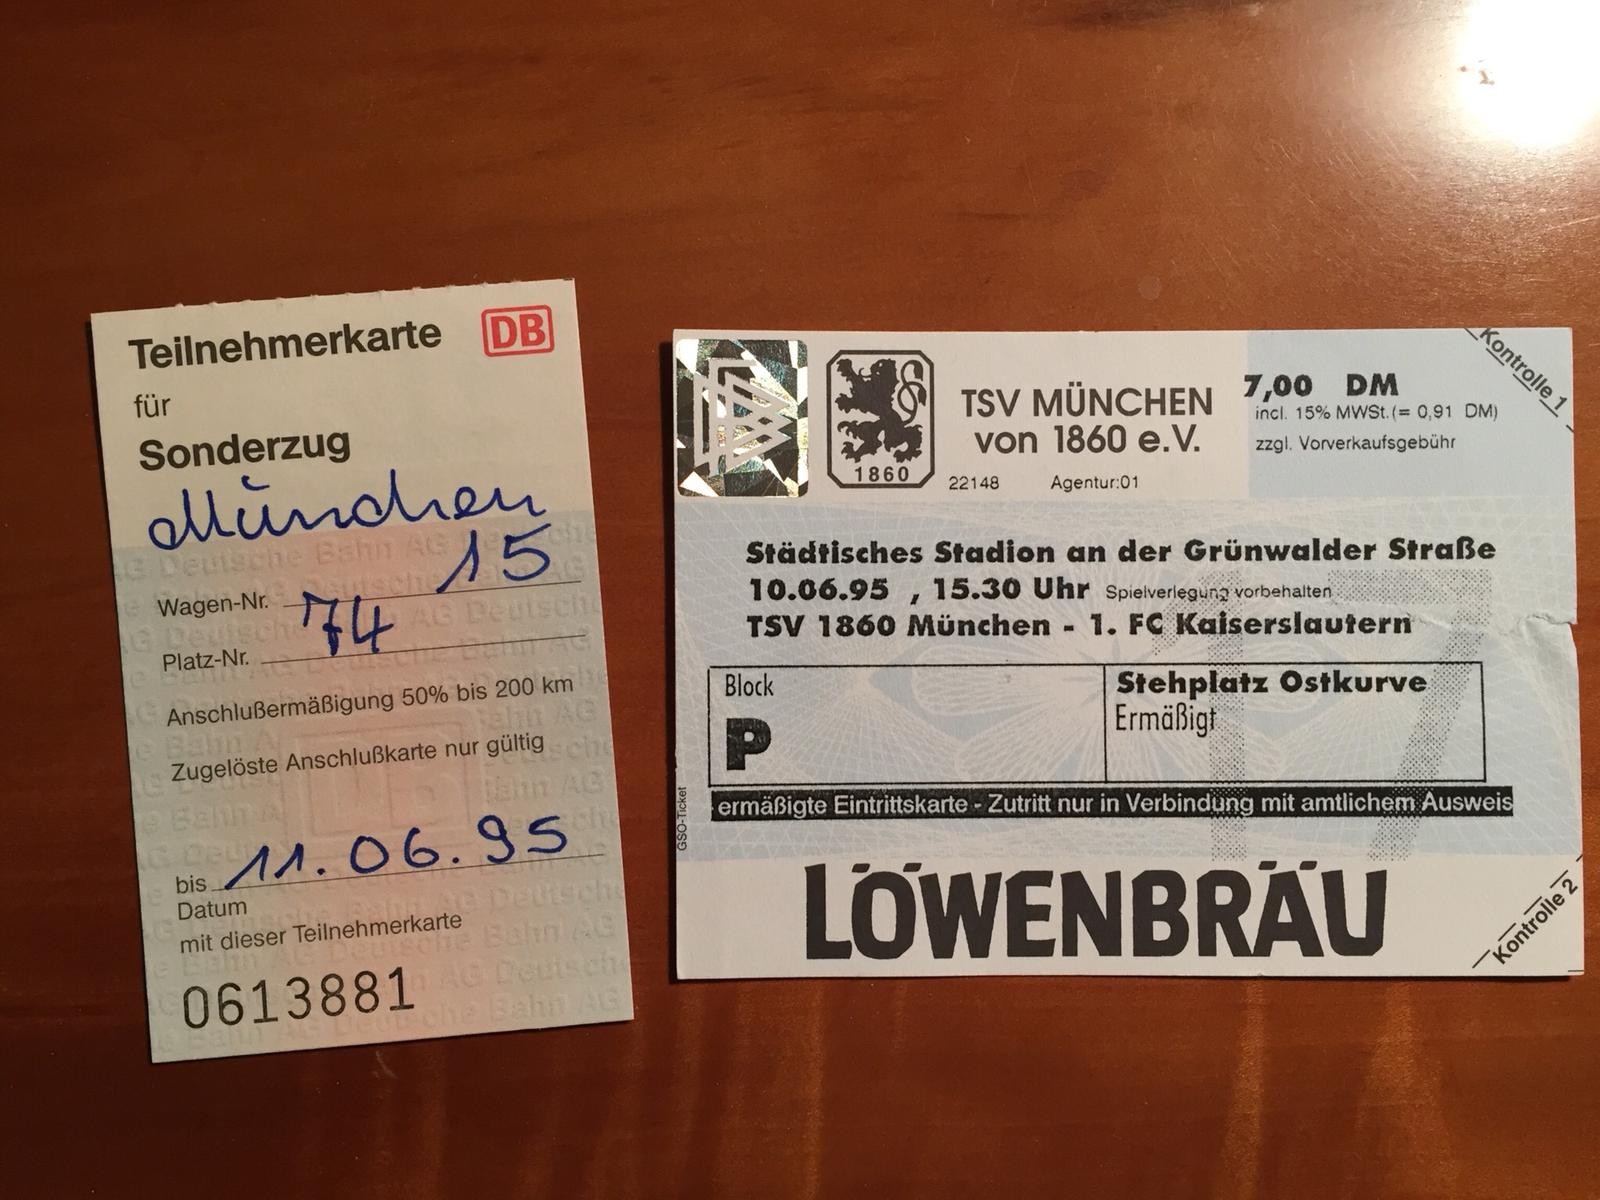 Teilnehmerkarte DB
für
Sonderzug
München
Wagen-Nr. 15
Platz-Nr. 74
Anschlußermäßigung 50% bis 200 km
Zugelöste Anschlußkarte nur gültig
bis 11.06.95
Datum
mit dieser Teilnehmerkarte
0613881
1860
TSV MÜNCHEN
von 1860 e.V.
22148 Agentur:01
7,00 DM
incl. 15% MWSt.(= 0,91 DM)
zzgl. Vorverkaufsgebühr
Kontrolle 1
Städtisches Stadion an der Grünwalder Straße
10.06.95 , 15.30 Uhr Spielverlegung vorbehalten
TSV 1860 München - 1. FC Kaiserslautern
Block
P
Stehplatz Ostkurve
Ermäßigt
17
ermäßigte Eintrittskarte - Zutritt nur in Verbindung mit amtlichem Ausweis
GSO-Ticket
LÖWENBRÄU
Kontrolle 2